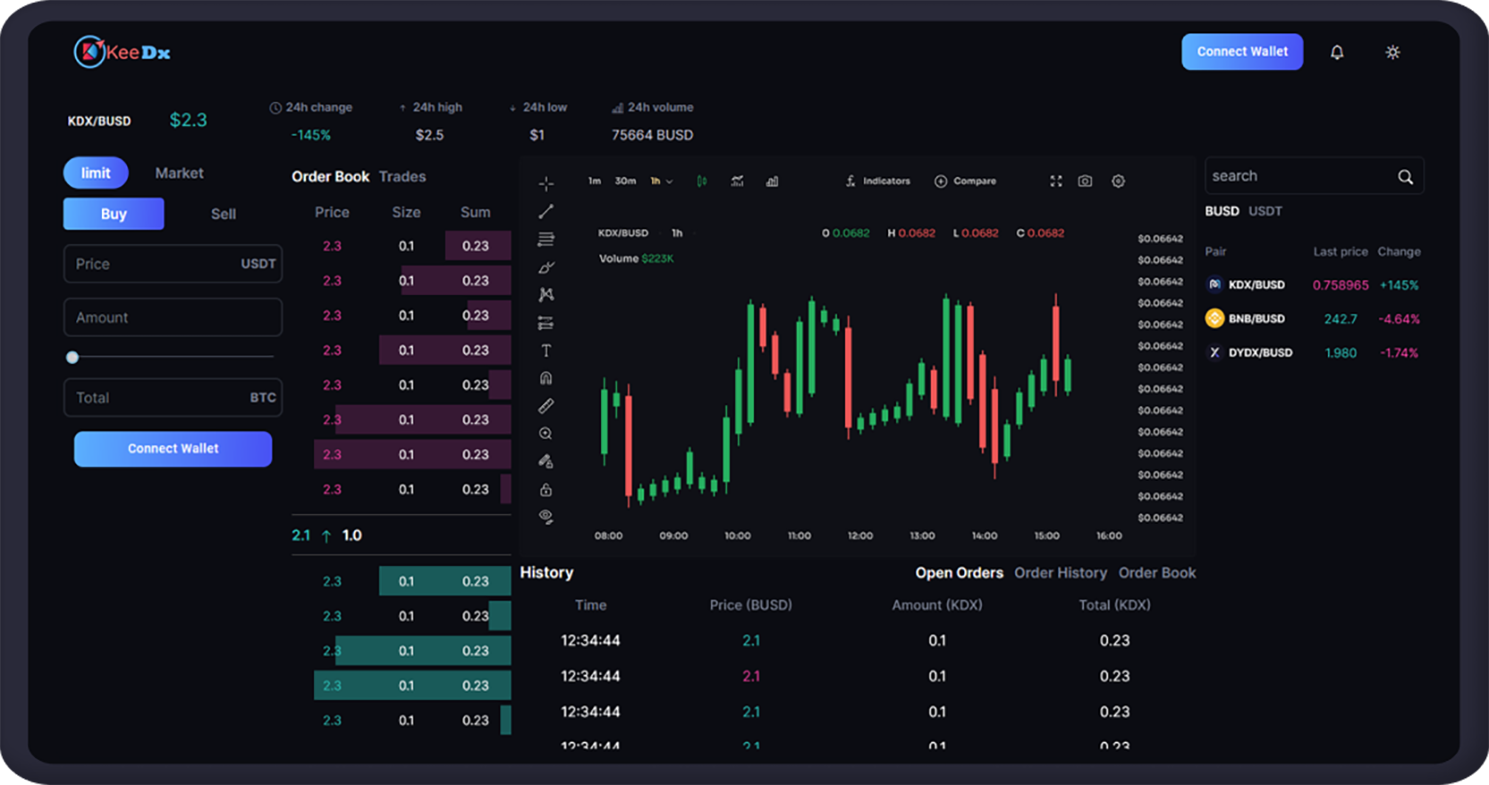 KeeDx
Connect Wallet
KDX/BUSD $2.3
24h change 24h high 24h low 24h volume
-145% $2.5 $1 75664 BUSD
limit Market
Buy Sell
Price USDT
Amount
Total BTC
Connect Wallet
Order Book Trades
Price Size Sum
2.3 0.1 0.23
2.3 0.1 0.23
2.3 0.1 0.23
2.3 0.1 0.23
2.3 0.1 0.23
2.3 0.1 0.23
2.3 0.1 0.23
2.3 0.1 0.23
2.1 ↑ 1.0
2.3 0.1 0.23
2.3 0.1 0.23
2.3 0.1 0.23
2.3 0.1 0.23
2.3 0.1 0.23
1m 30m 1h Indicators Compare
KDX/BUSD · 1h · O 0.0682 H 0.0682 L 0.0682 C 0.0682
Volume $223K
$0.06642
$0.06642
$0.06642
$0.06642
$0.06642
$0.06642
$0.06642
$0.06642
$0.06642
$0.06642
$0.06642
$0.06642
$0.06642
$0.06642
08:00 09:00 10:00 11:00 12:00 13:00 14:00 15:00 16:00
History Open Orders Order History Order Book
Time Price (BUSD) Amount (KDX) Total (KDX)
12:34:44 2.1 0.1 0.23
12:34:44 2.1 0.1 0.23
12:34:44 2.1 0.1 0.23
12:34:44 2.1 0.1 0.23
search
BUSD USDT
Pair Last price Change
KDX/BUSD 0.758965 +145%
BNB/BUSD 242.7 -4.64%
DYDX/BUSD 1.980 -1.74%